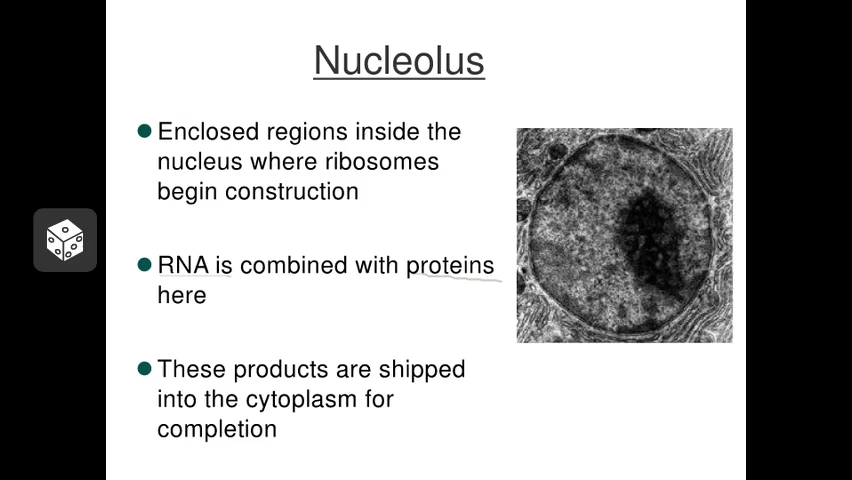 Nucleolus
Enclosed regions inside the
nucleus where ribosomes
begin construction
RNA is combined with proteins
here
These products are shipped
into the cytoplasm for
completion